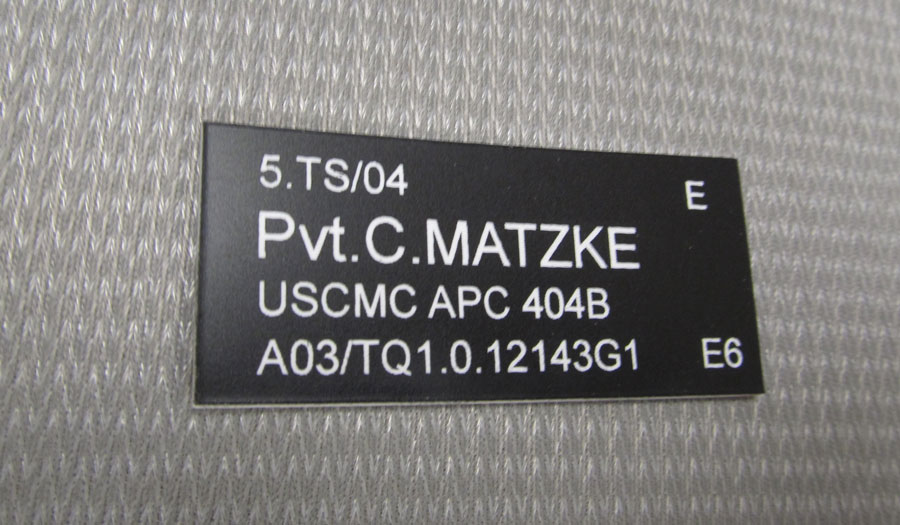 5.TS/04 E
Pvt.C.MATZKE
USCMC APC 404B
A03/TQ1.0.12143G1 E6